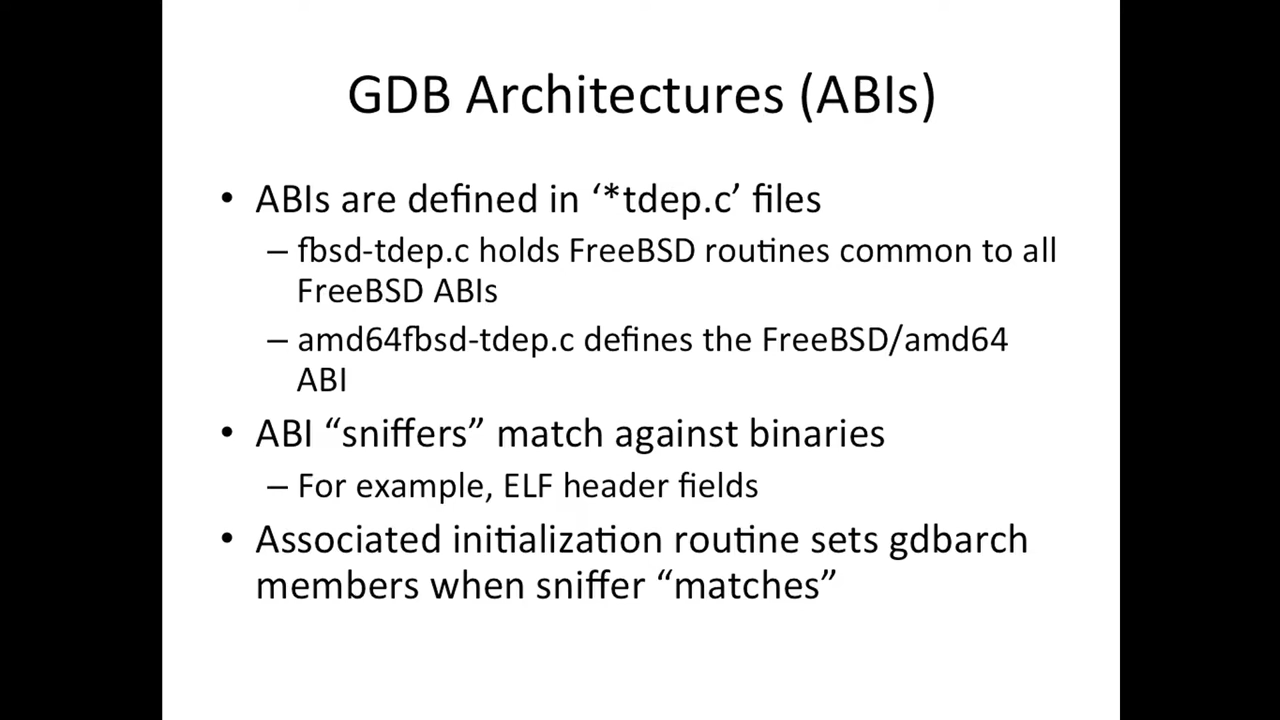 GDB Architectures (ABIs)
• ABIs are defined in ‘*tdep.c’ files
– fbsd-tdep.c holds FreeBSD routines common to all
FreeBSD ABIs
– amd64fbsd-tdep.c defines the FreeBSD/amd64
ABI
• ABI “sniffers” match against binaries
– For example, ELF header fields
• Associated initialization routine sets gdbarch
members when sniffer “matches”